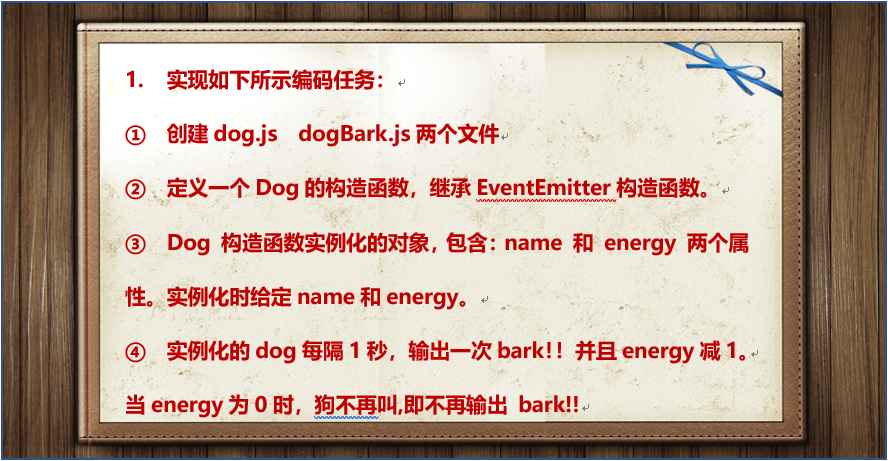 1. 实现如下所示编码任务：
① 创建 dog.js dogBark.js 两个文件
② 定义一个 Dog 的构造函数，继承 EventEmitter 构造函数。
③ Dog 构造函数实例化的对象，包含：name 和 energy 两个属
性。实例化时给定 name 和 energy。
④ 实例化的 dog 每隔 1 秒，输出一次 bark!！并且 energy 减 1。
当 energy 为 0 时，狗不再叫,即不再输出 bark!!